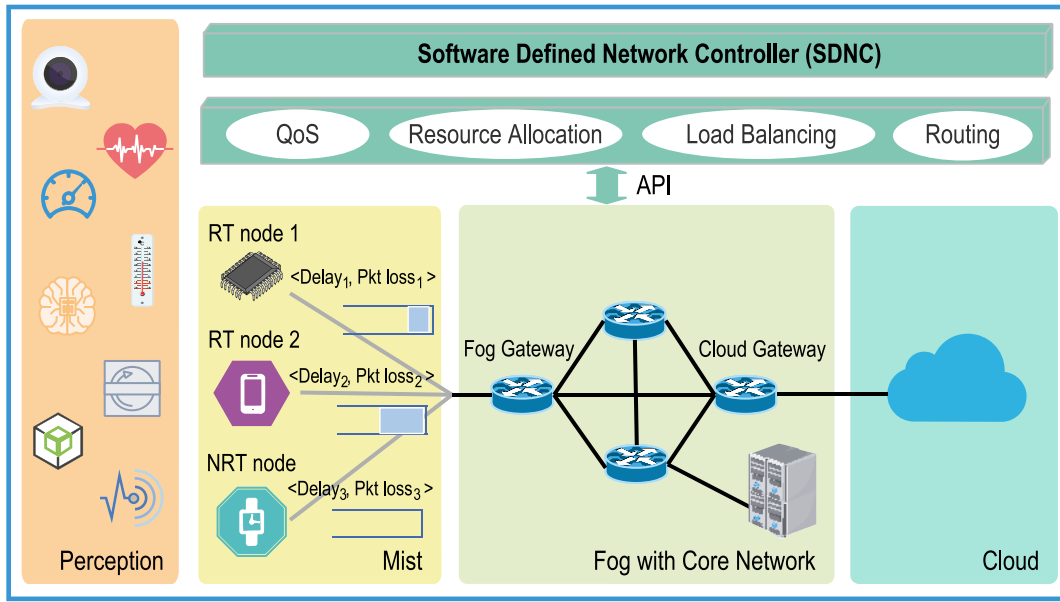 Software Defined Network Controller (SDNC)
QoS
Resource Allocation
Load Balancing
Routing
API
RT node 1
<Delay1, Pkt loss1 >
RT node 2
<Delay2, Pkt loss2 >
NRT node
<Delay3, Pkt loss3 >
Fog Gateway
Cloud Gateway
Perception
Mist
Fog with Core Network
Cloud